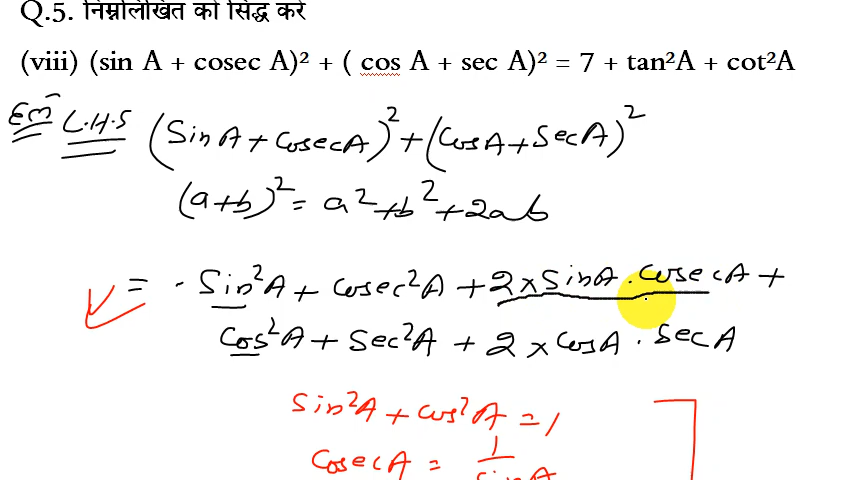 Q.5. निम्नलिखित को सिद्ध करे
(viii) (sin A + cosec A)² + ( cos A + sec A)² = 7 + tan²A + cot²A
L.H.S (SinA + CosecA)² + (CosA + SecA)²
(a+b)² = a² + b² + 2ab
= Sin²A + Cosec²A + 2 × SinA . CosecA +
Cos²A + Sec²A + 2 × CosA . SecA
Sin²A + Cos²A = 1
CosecA = 1/SinA